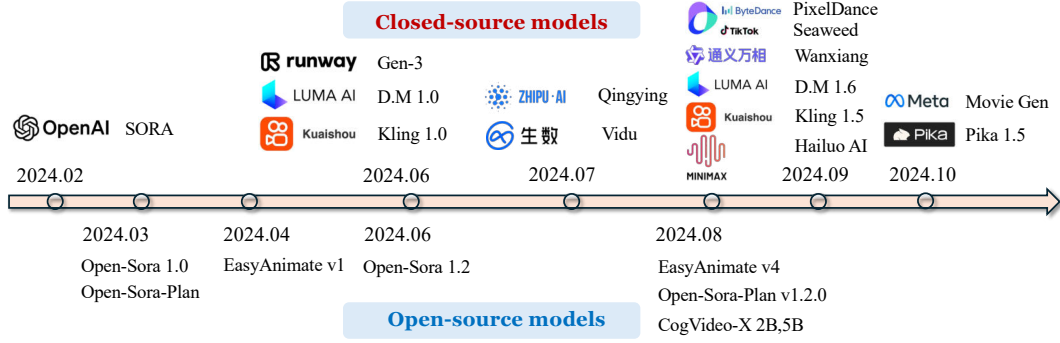 Closed-source models
ByteDance PixelDance
TikTok Seaweed
runway Gen-3
通义万相 Wanxiang
LUMA AI D.M 1.0
ZHIPU·AI Qingying
LUMA AI D.M 1.6
Meta Movie Gen
OpenAI SORA
Kuaishou Kling 1.0
生数 Vidu
Kuaishou Kling 1.5
Pika Pika 1.5
MINIMAX Hailuo AI
2024.02 2024.06 2024.07 2024.09 2024.10
2024.03 2024.04 2024.06 2024.08
Open-Sora 1.0
Open-Sora-Plan
EasyAnimate v1
Open-Sora 1.2
EasyAnimate v4
Open-Sora-Plan v1.2.0
CogVideo-X 2B,5B
Open-source models